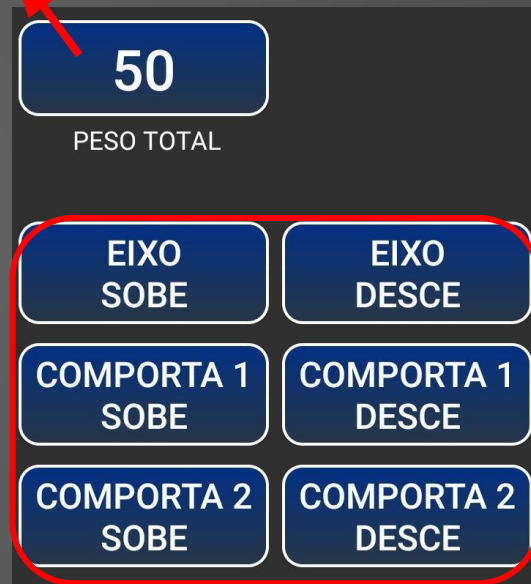 50
PESO TOTAL
EIXO
SOBE
EIXO
DESCE
COMPORTA 1
SOBE
COMPORTA 1
DESCE
COMPORTA 2
SOBE
COMPORTA 2
DESCE